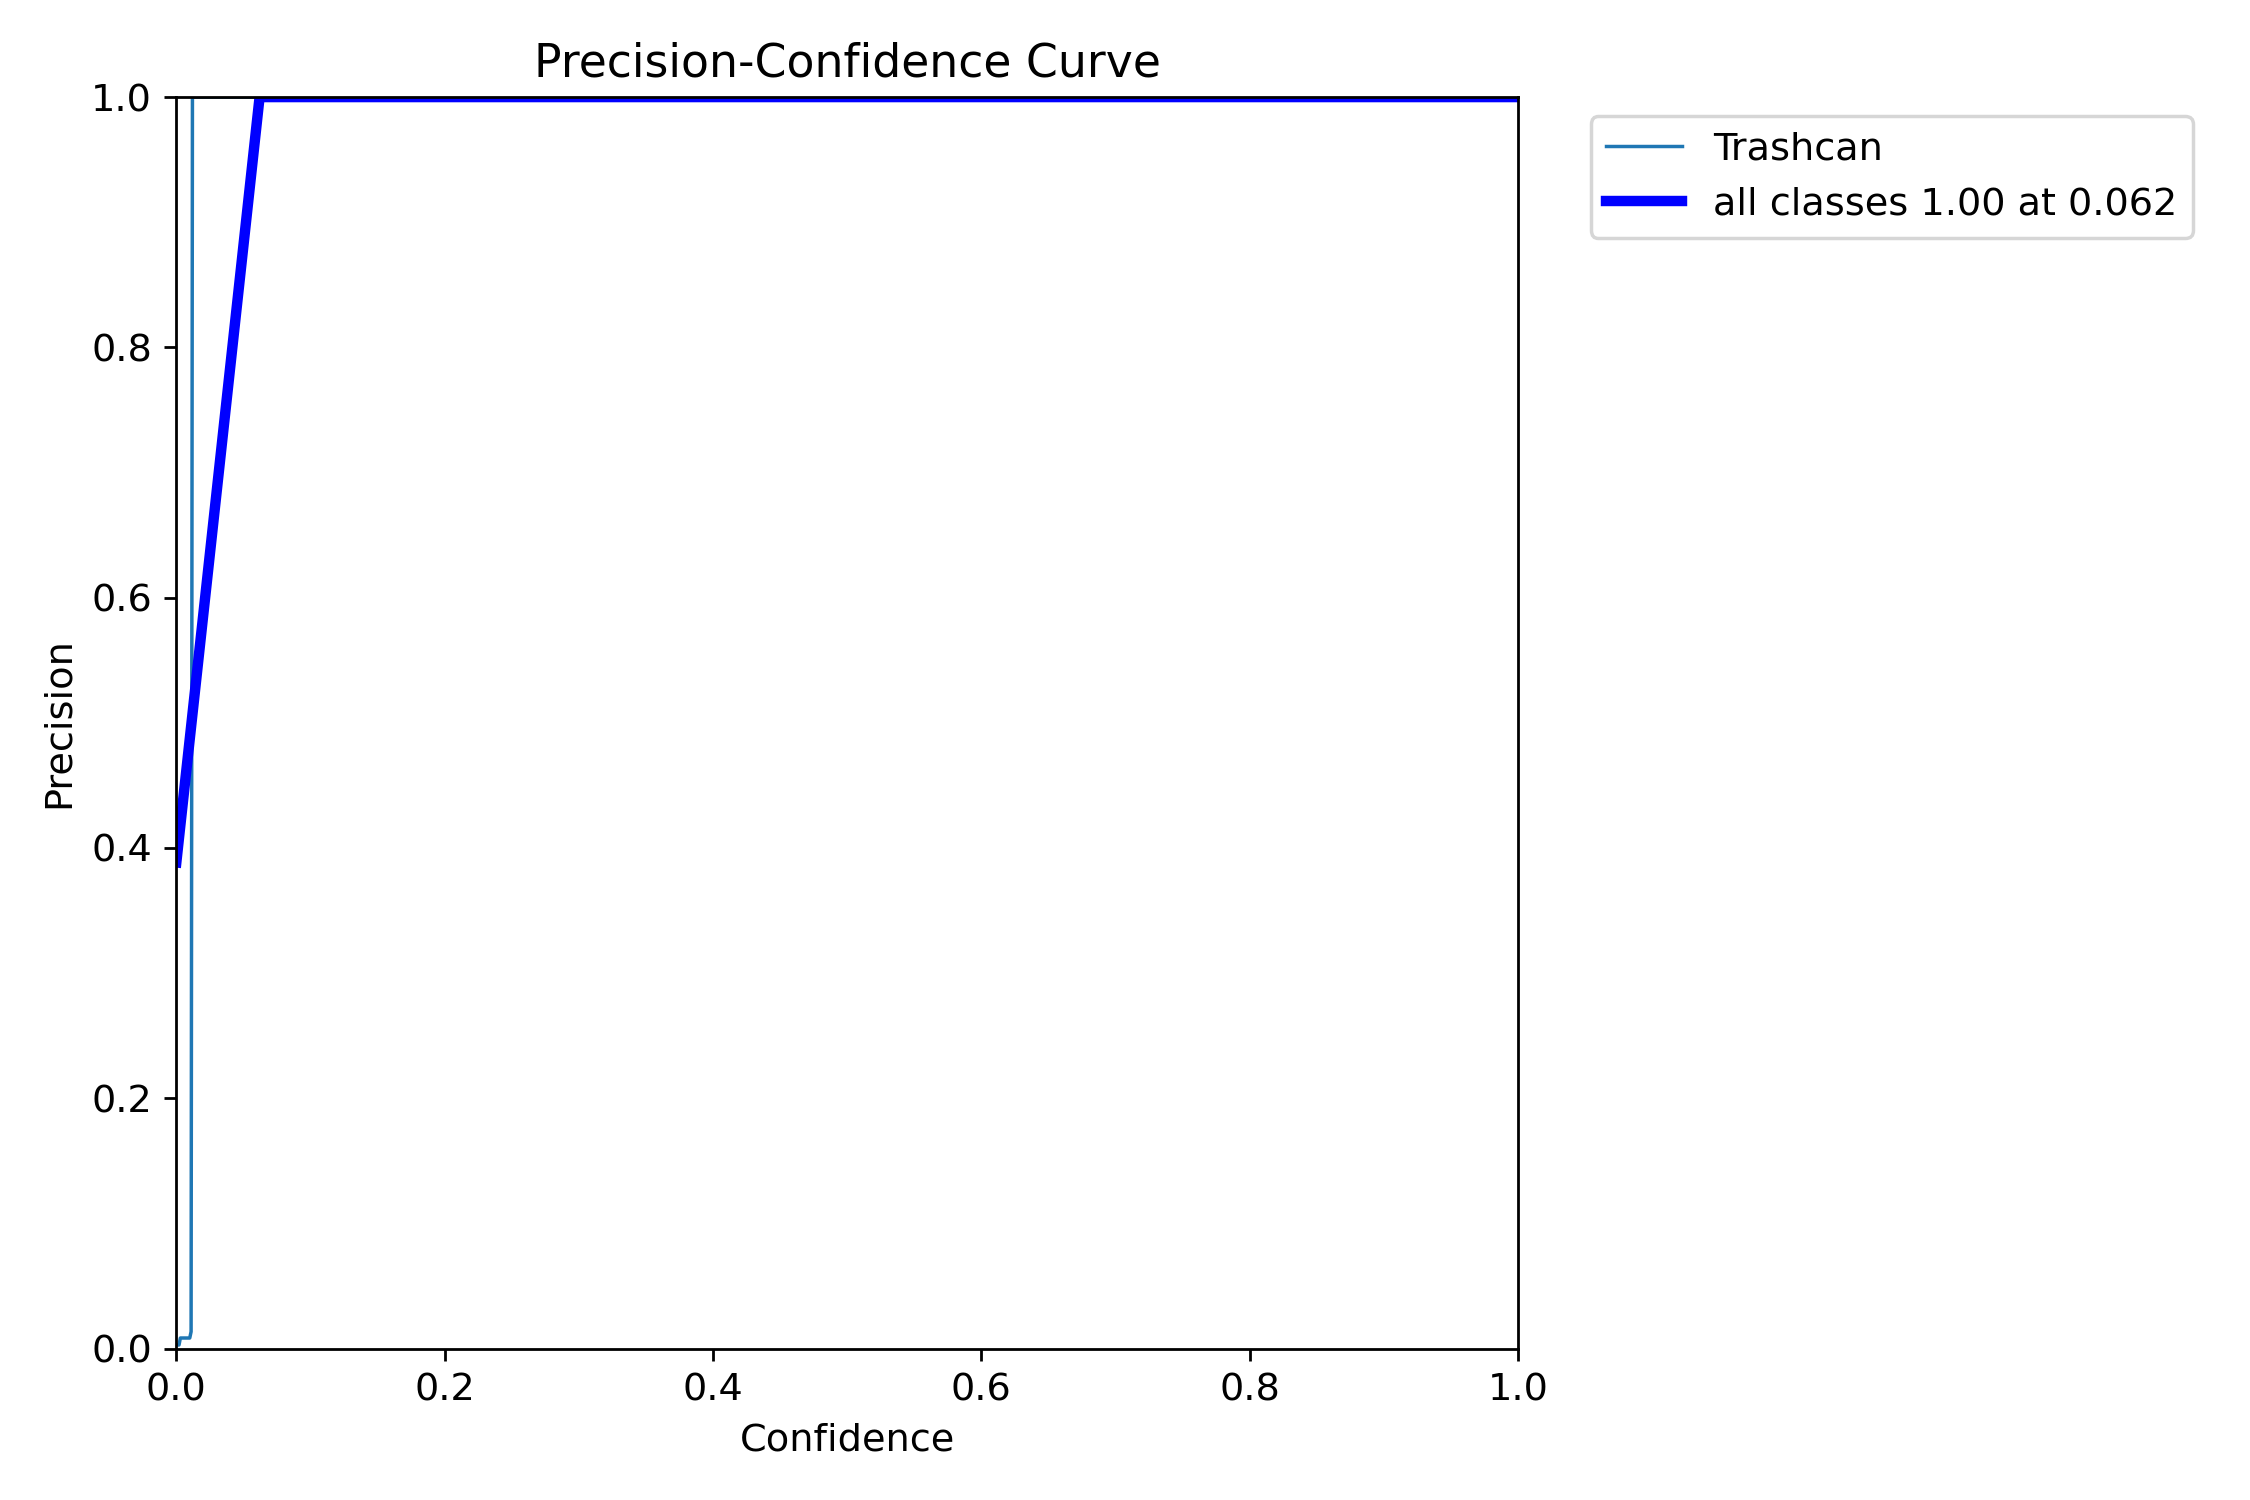 Precision-Confidence Curve
1.0
0.8
0.6
0.4
0.2
0.0
Precision
0.0 0.2 0.4 0.6 0.8 1.0
Confidence
Trashcan
all classes 1.00 at 0.062